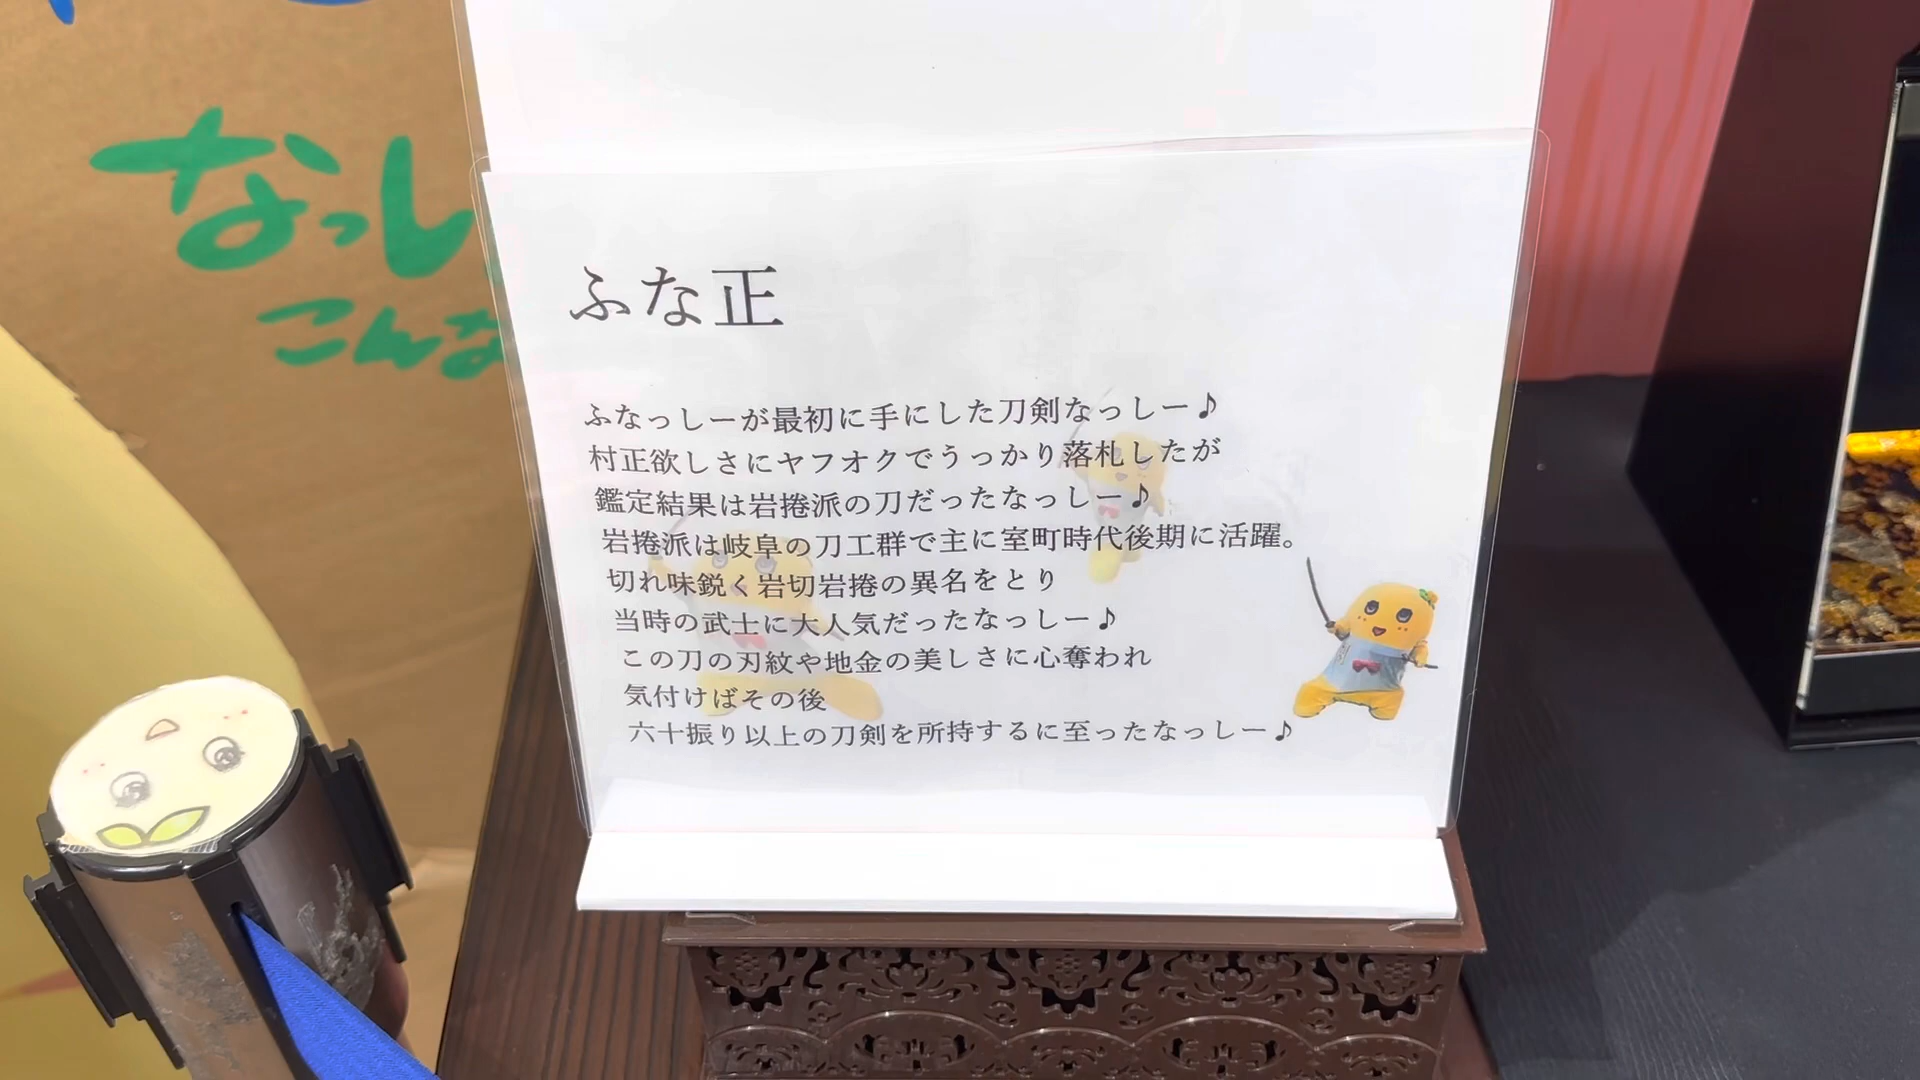 なっし
こんな
ふな正
ふなっしーが最初に手にした刀剣なっしー♪
村正欲しさにヤフオクでうっかり落札したが
鑑定結果は岩捲派の刀だったなっしー♪
岩捲派は岐阜の刀工群で主に室町時代後期に活躍。
切れ味鋭く岩切岩捲の異名をとり
当時の武士に大人気だったなっしー♪
この刀の刃紋や地金の美しさに心奪われ
気付けばその後
六十振り以上の刀剣を所持するに至ったなっしー♪